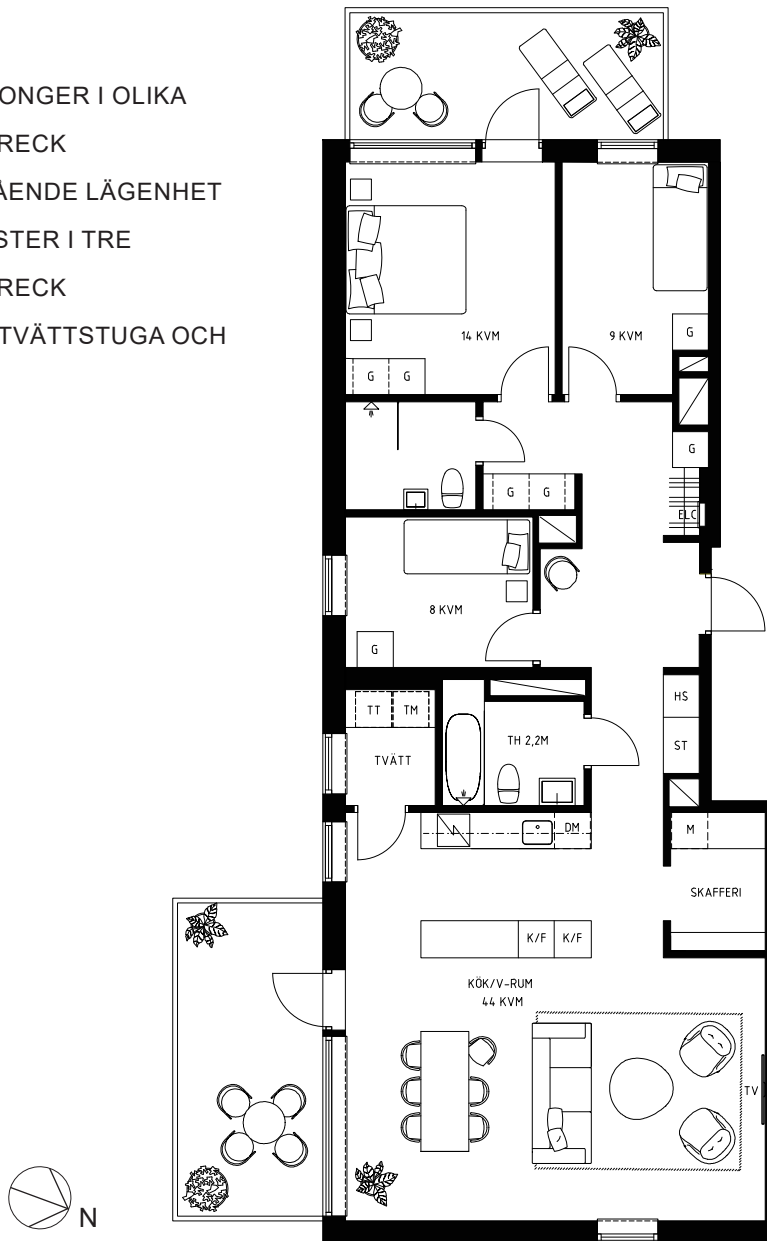 ONGER I OLIKA
RECK
ÅENDE LÄGENHET
STER I TRE
RECK
TVÄTTSTUGA OCH
14 KVM
9 KVM
G
G G
G
G G
ELC
8 KVM
G
HS
TT TM
TH 2,2M
ST
TVÄTT
DM
M
SKAFFERI
K/F K/F
KÖK/V-RUM
44 KVM
TV
N